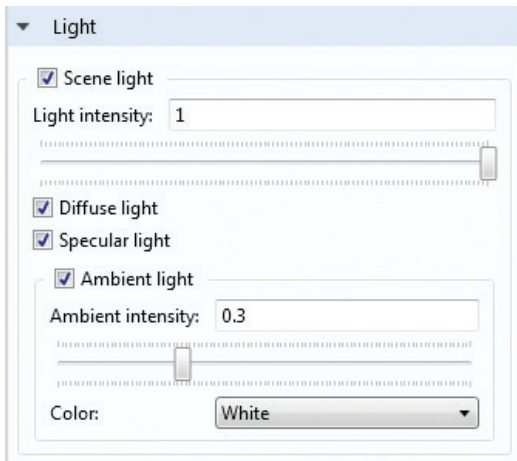 Light
Scene light
Light intensity: 1
Diffuse light
Specular light
Ambient light
Ambient intensity: 0.3
Color: White